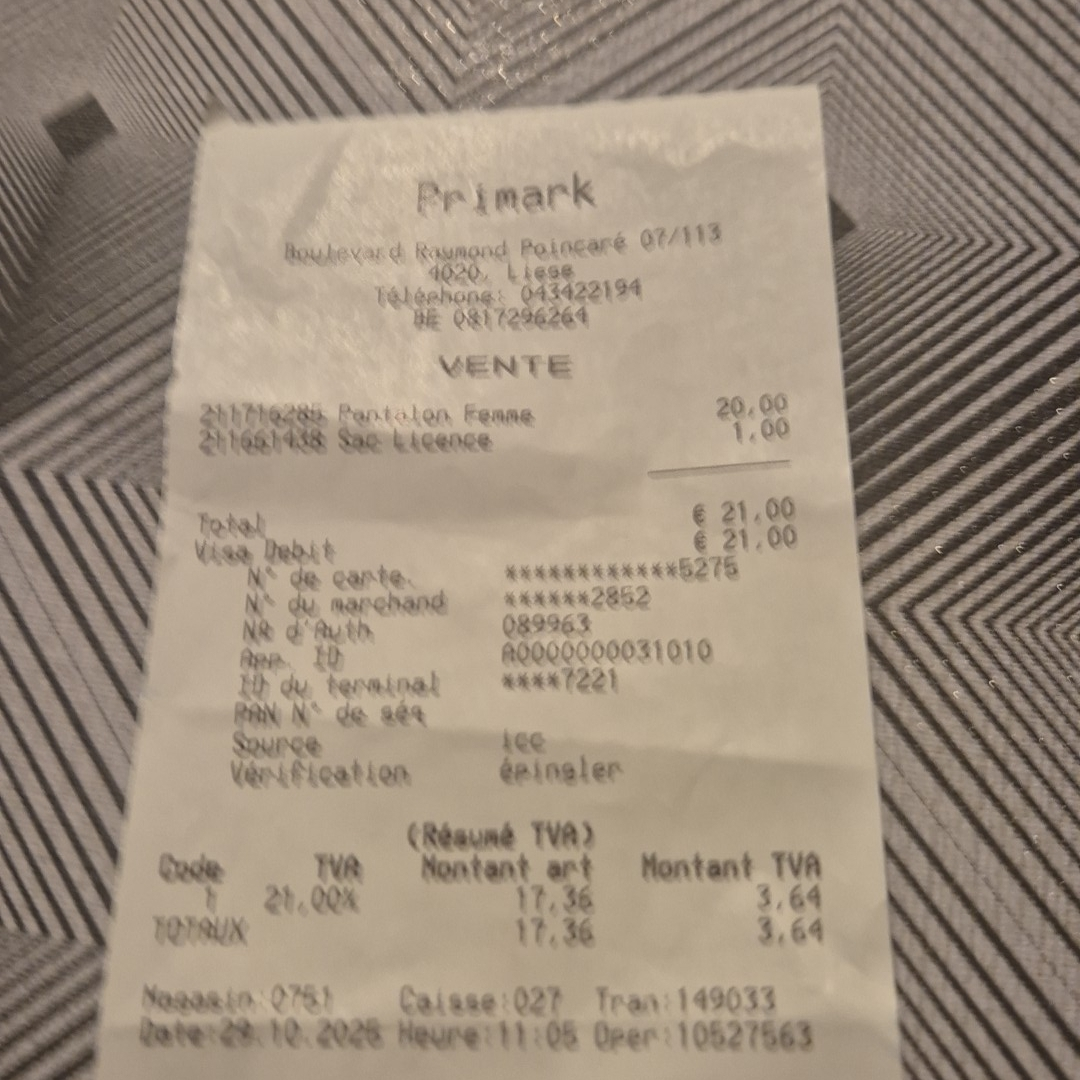 Primark
Boulevard Raymond Poincaré 07/113
4020, Liege
Téléphone: 043422194
BE 0817296264
VENTE
211716285 Pantalon Femme 20,00
211661438 Sac Licence 1,00
Total € 21,00
Visa Debit € 21,00
N° de carte. ************5275
N° du marchand ******2852
NR d'Auth 089963
App. ID A0000000031010
ID du terminal ****7221
PAN N° de séq
Source icc
Vérification épingler
(Résumé TVA)
Code TVA Montant art Montant TVA
1 21,00% 17,36 3,64
TOTAUX 17,36 3,64
Magasin:0751 Caisse:027 Tran:149033
Date:29.10.2025 Heure:11:05 Oper:10527563